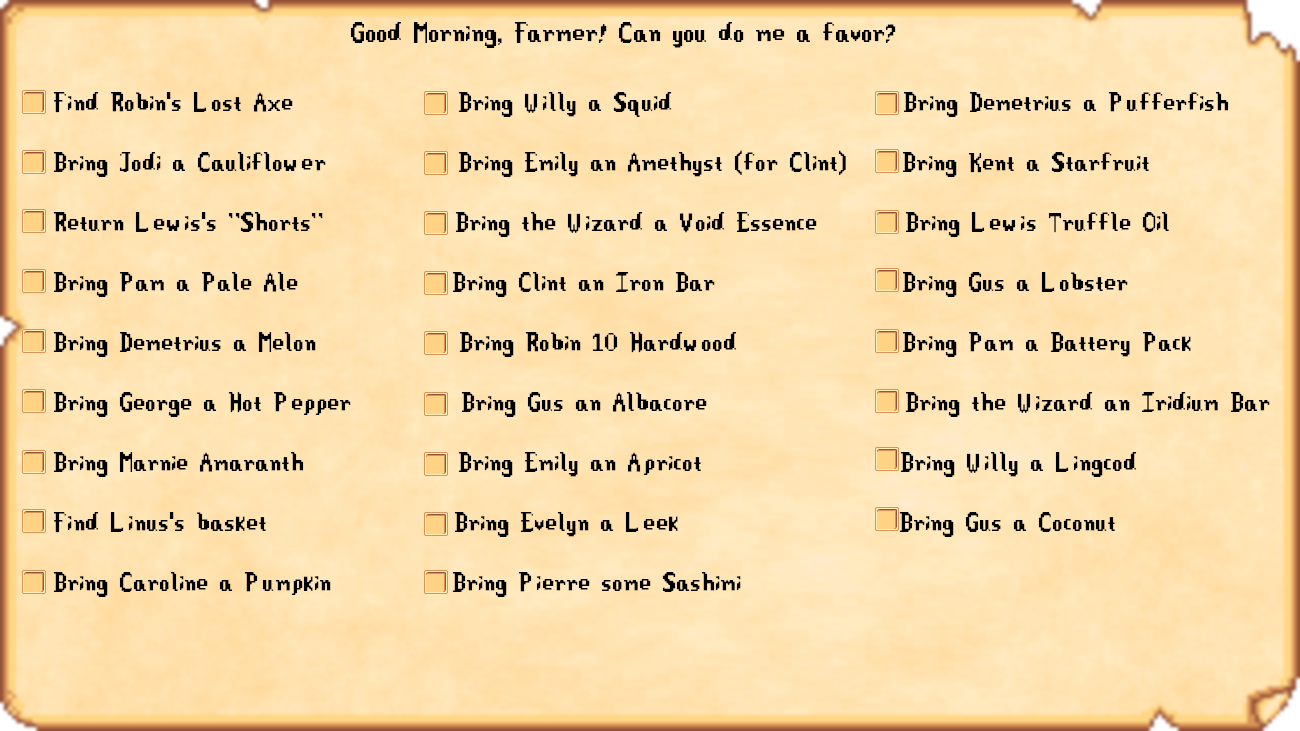 Good Morning, Farmer! Can you do me a favor?
Find Robin's Lost Axe
Bring Jodi a Cauliflower
Return Lewis's "Shorts"
Bring Pam a Pale Ale
Bring Demetrius a Melon
Bring George a Hot Pepper
Bring Marnie Amaranth
Find Linus's basket
Bring Caroline a Pumpkin
Bring Willy a Squid
Bring Emily an Amethyst (for Clint)
Bring the Wizard a Void Essence
Bring Clint an Iron Bar
Bring Robin 10 Hardwood
Bring Gus an Albacore
Bring Emily an Apricot
Bring Evelyn a Leek
Bring Pierre some Sashimi
Bring Demetrius a Pufferfish
Bring Kent a Starfruit
Bring Lewis Truffle Oil
Bring Gus a Lobster
Bring Pam a Battery Pack
Bring the Wizard an Iridium Bar
Bring Willy a Lingcod
Bring Gus a Coconut